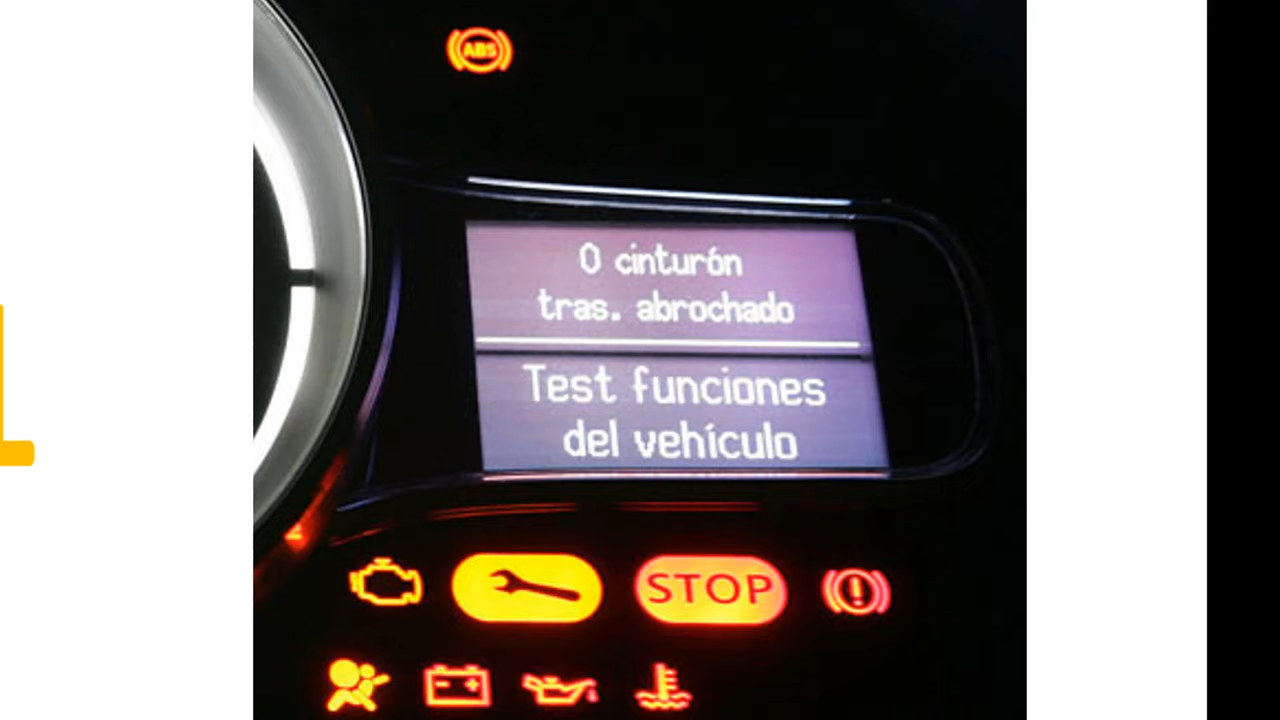 ABS
0 cinturón
tras. abrochado
Test funciones
del vehículo
STOP